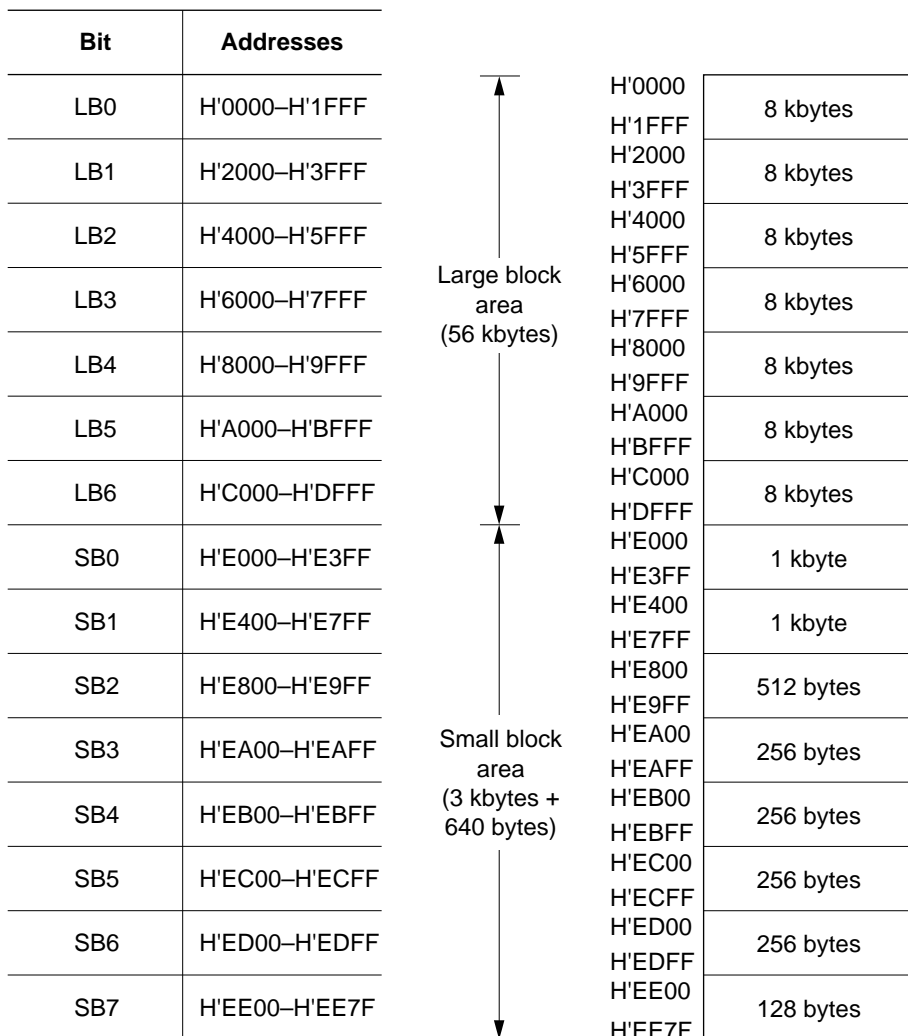 Bit Addresses
LB0 H'0000–H'1FFF
LB1 H'2000–H'3FFF
LB2 H'4000–H'5FFF
LB3 H'6000–H'7FFF
LB4 H'8000–H'9FFF
LB5 H'A000–H'BFFF
LB6 H'C000–H'DFFF
SB0 H'E000–H'E3FF
SB1 H'E400–H'E7FF
SB2 H'E800–H'E9FF
SB3 H'EA00–H'EAFF
SB4 H'EB00–H'EBFF
SB5 H'EC00–H'ECFF
SB6 H'ED00–H'EDFF
SB7 H'EE00–H'EE7F
Large block
area
(56 kbytes)
Small block
area
(3 kbytes +
640 bytes)
H'0000
8 kbytes
H'1FFF
H'2000
8 kbytes
H'3FFF
H'4000
8 kbytes
H'5FFF
H'6000
8 kbytes
H'7FFF
H'8000
8 kbytes
H'9FFF
H'A000
8 kbytes
H'BFFF
H'C000
8 kbytes
H'DFFF
H'E000
1 kbyte
H'E3FF
H'E400
1 kbyte
H'E7FF
H'E800
512 bytes
H'E9FF
H'EA00
256 bytes
H'EAFF
H'EB00
256 bytes
H'EBFF
H'EC00
256 bytes
H'ECFF
H'ED00
256 bytes
H'EDFF
H'EE00
128 bytes
H'EE7F